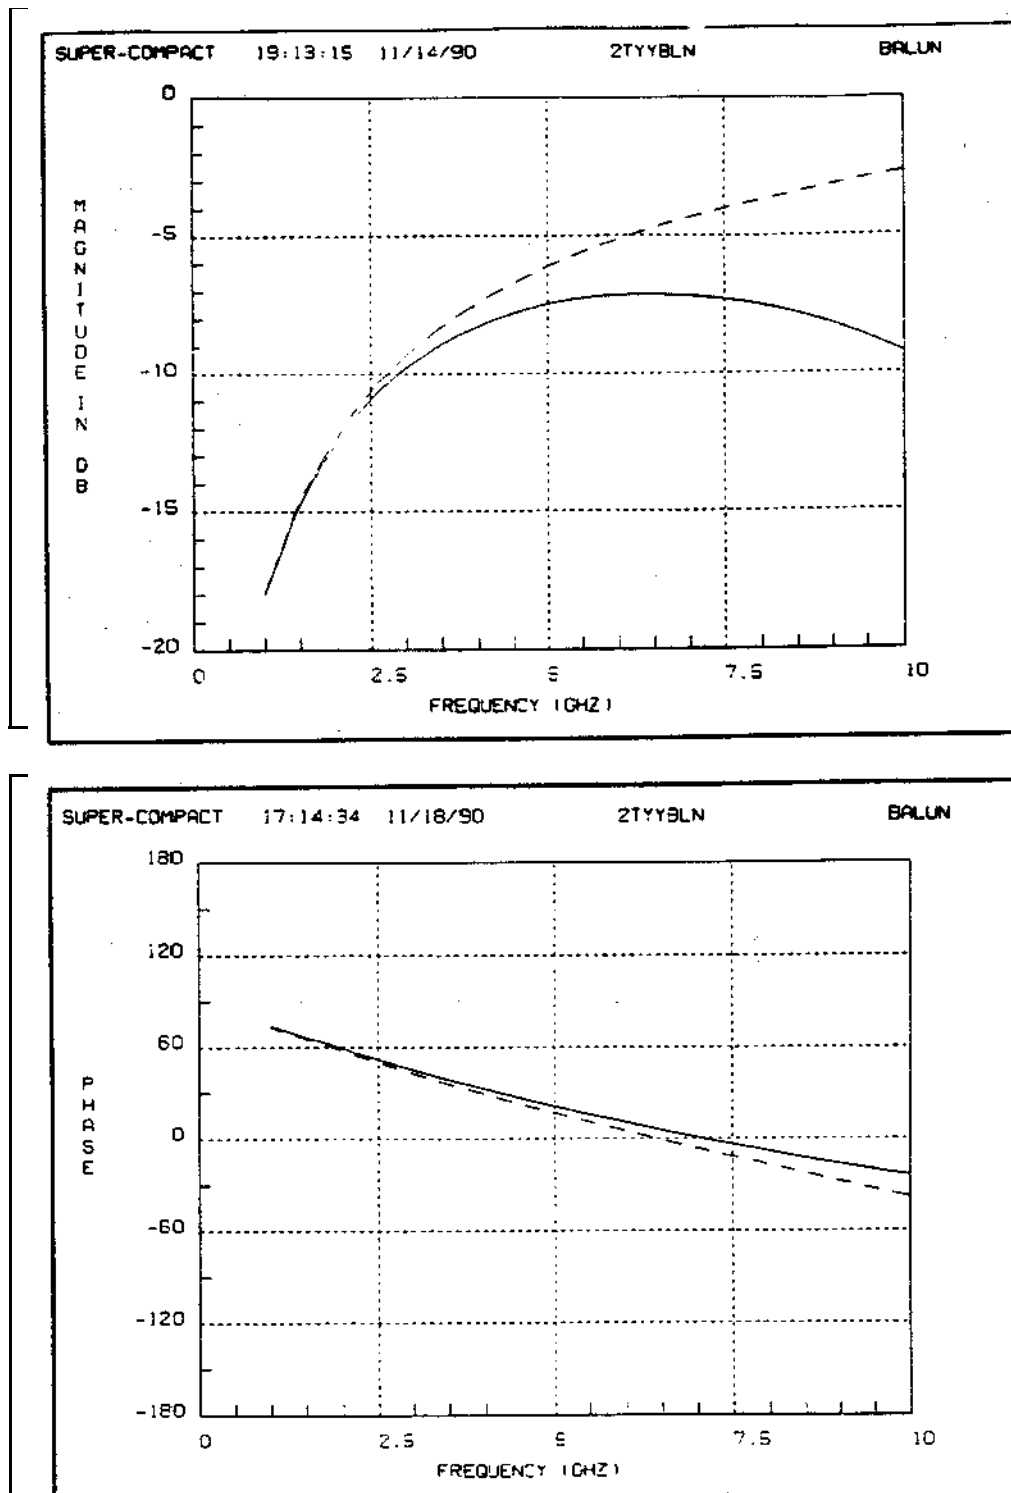 SUPER-COMPACT 19:13:15 11/14/90 2TYYBLN BALUN
0
-5
-10
-15
-20
MAGNITUDE IN DB
0 2.5 5 7.5 10
FREQUENCY (GHZ)
SUPER-COMPACT 17:14:34 11/18/90 2TYYBLN BALUN
180
120
60
0
-60
-120
-180
PHASE
0 2.5 5 7.5 10
FREQUENCY (GHZ)